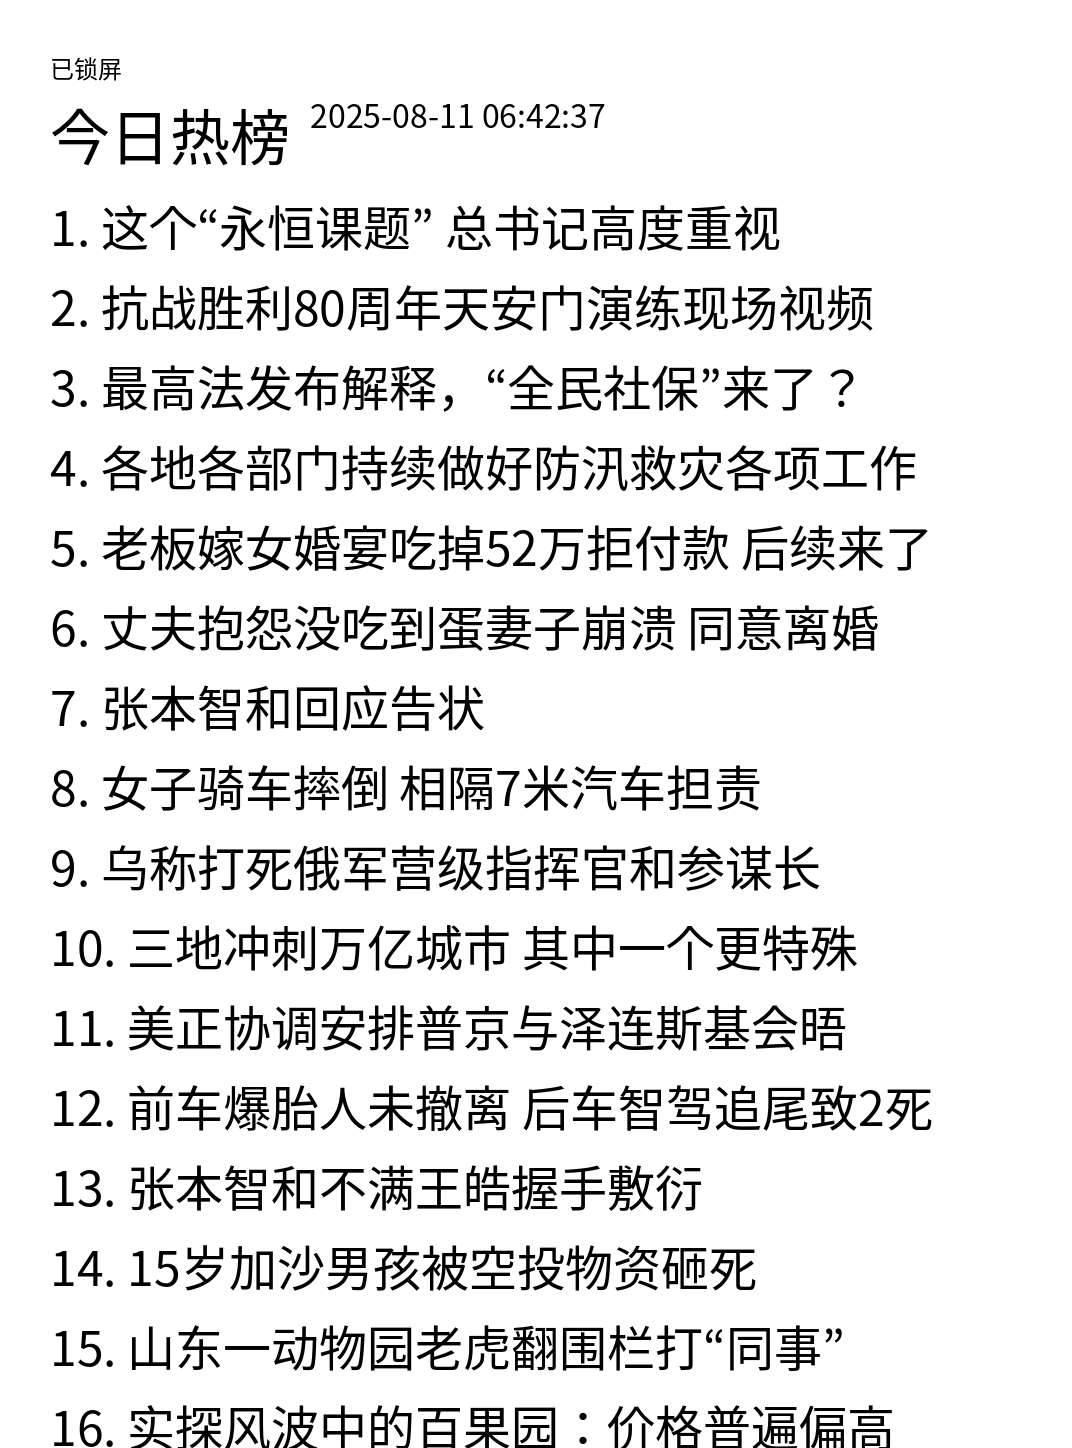 已锁屏
今日热榜 2025-08-11 06:42:37
1. 这个“永恒课题” 总书记高度重视
2. 抗战胜利80周年天安门演练现场视频
3. 最高法发布解释，“全民社保”来了？
4. 各地各部门持续做好防汛救灾各项工作
5. 老板嫁女婚宴吃掉52万拒付款 后续来了
6. 丈夫抱怨没吃到蛋妻子崩溃 同意离婚
7. 张本智和回应告状
8. 女子骑车摔倒 相隔7米汽车担责
9. 乌称打死俄军营级指挥官和参谋长
10. 三地冲刺万亿城市 其中一个更特殊
11. 美正协调安排普京与泽连斯基会晤
12. 前车爆胎人未撤离 后车智驾追尾致2死
13. 张本智和不满王皓握手敷衍
14. 15岁加沙男孩被空投物资砸死
15. 山东一动物园老虎翻围栏打“同事”
16. 实探风波中的百果园：价格普遍偏高